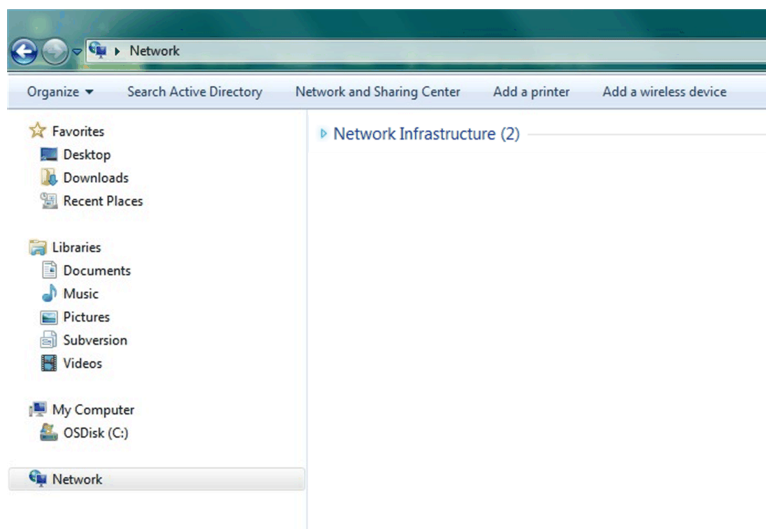 Network
Organize Search Active Directory Network and Sharing Center Add a printer Add a wireless device
Favorites
Desktop
Downloads
Recent Places
Libraries
Documents
Music
Pictures
Subversion
Videos
My Computer
OSDisk (C:)
Network
Network Infrastructure (2)